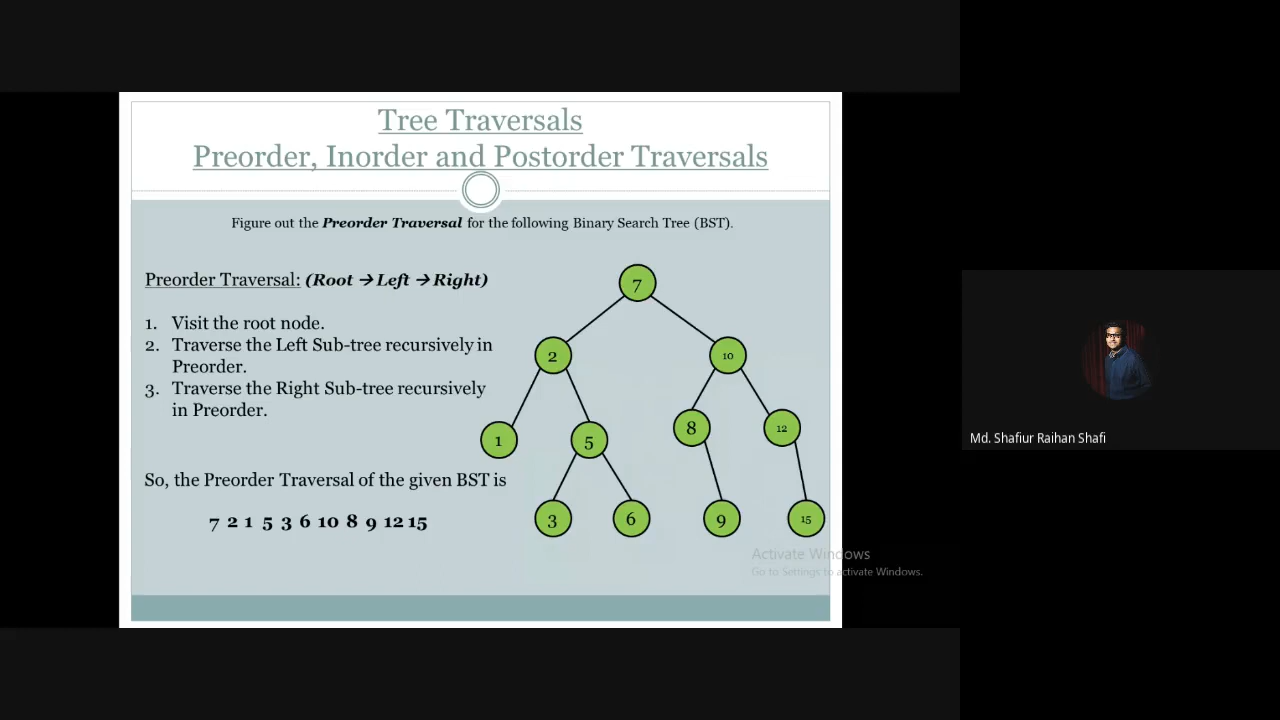 Tree Traversals
Preorder, Inorder and Postorder Traversals
Figure out the Preorder Traversal for the following Binary Search Tree (BST).
Preorder Traversal: (Root → Left → Right)
1. Visit the root node.
2. Traverse the Left Sub-tree recursively in
Preorder.
3. Traverse the Right Sub-tree recursively
in Preorder.
So, the Preorder Traversal of the given BST is
7 2 1 5 3 6 10 8 9 12 15
7
2 10
1 5 8 12
3 6 9 15
Activate Windows
Go to Settings to activate Windows.
Md. Shafiur Raihan Shafi